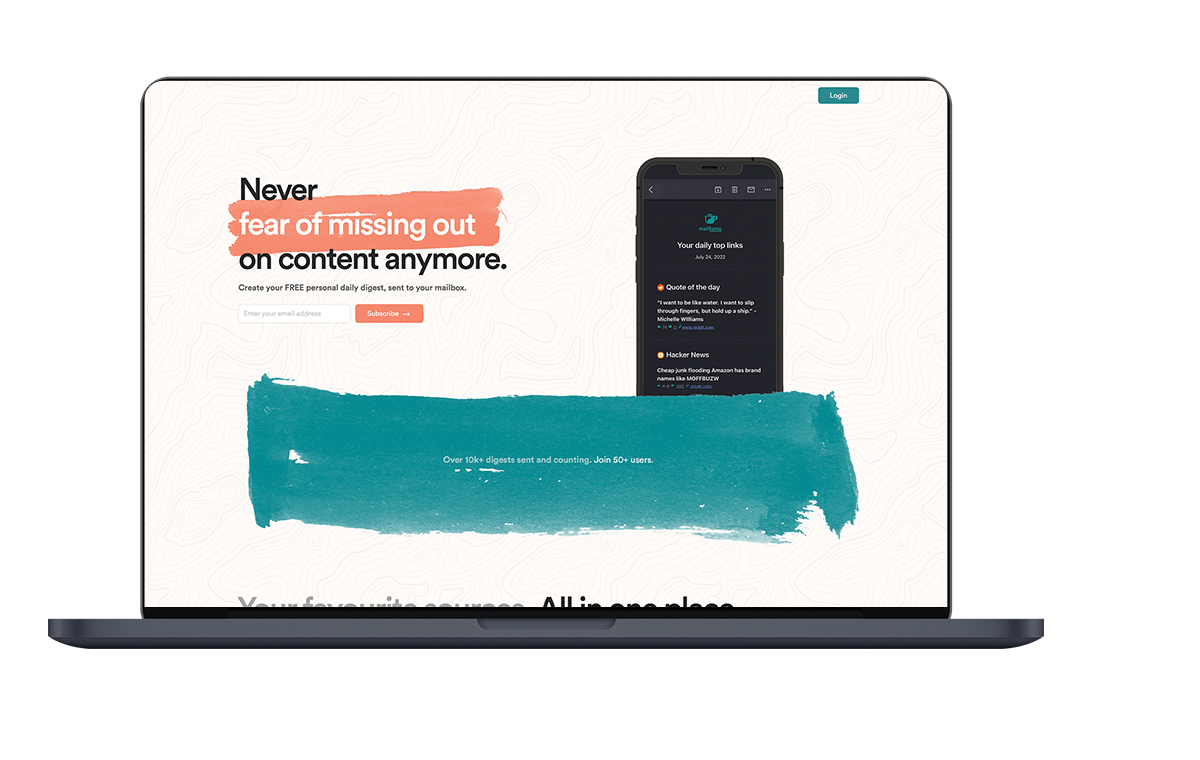 Login
Never
fear of missing out
on content anymore.
Create your FREE personal daily digest, sent to your mailbox.
Enter your email address
Subscribe →
mailfomo
Your daily top links
July 24, 2022
Quote of the day
"I want to be like water. I want to slip
through fingers, but hold up a ship." -
Michelle Williams
www.reddit.com
Hacker News
Cheap junk flooding Amazon has brand
names like MOFFBUZW
Over 10k+ digests sent and counting. Join 50+ users.
Your favourite sources. All in one place.